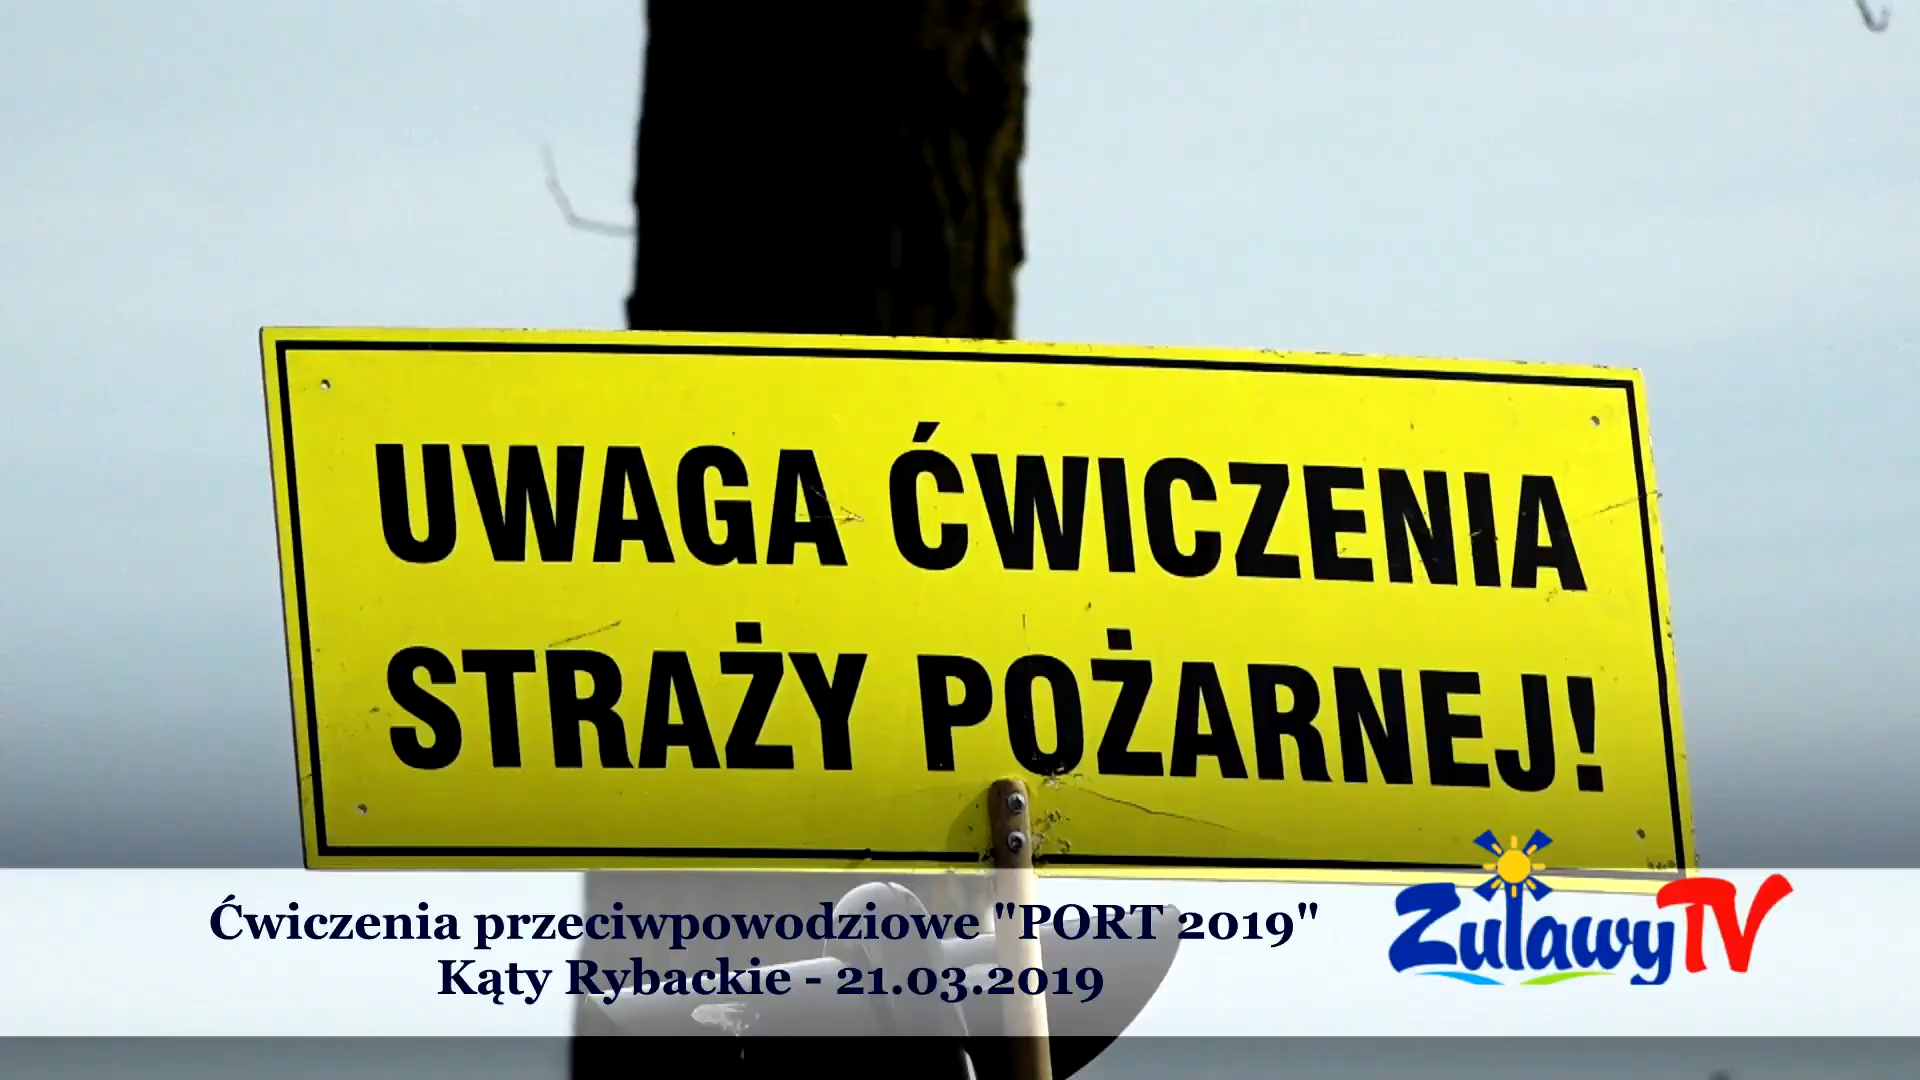 UWAGA ĆWICZENIA
STRAŻY POŻARNEJ!
Ćwiczenia przeciwpowodziowe "PORT 2019"
Kąty Rybackie - 21.03.2019
ZulawyTV